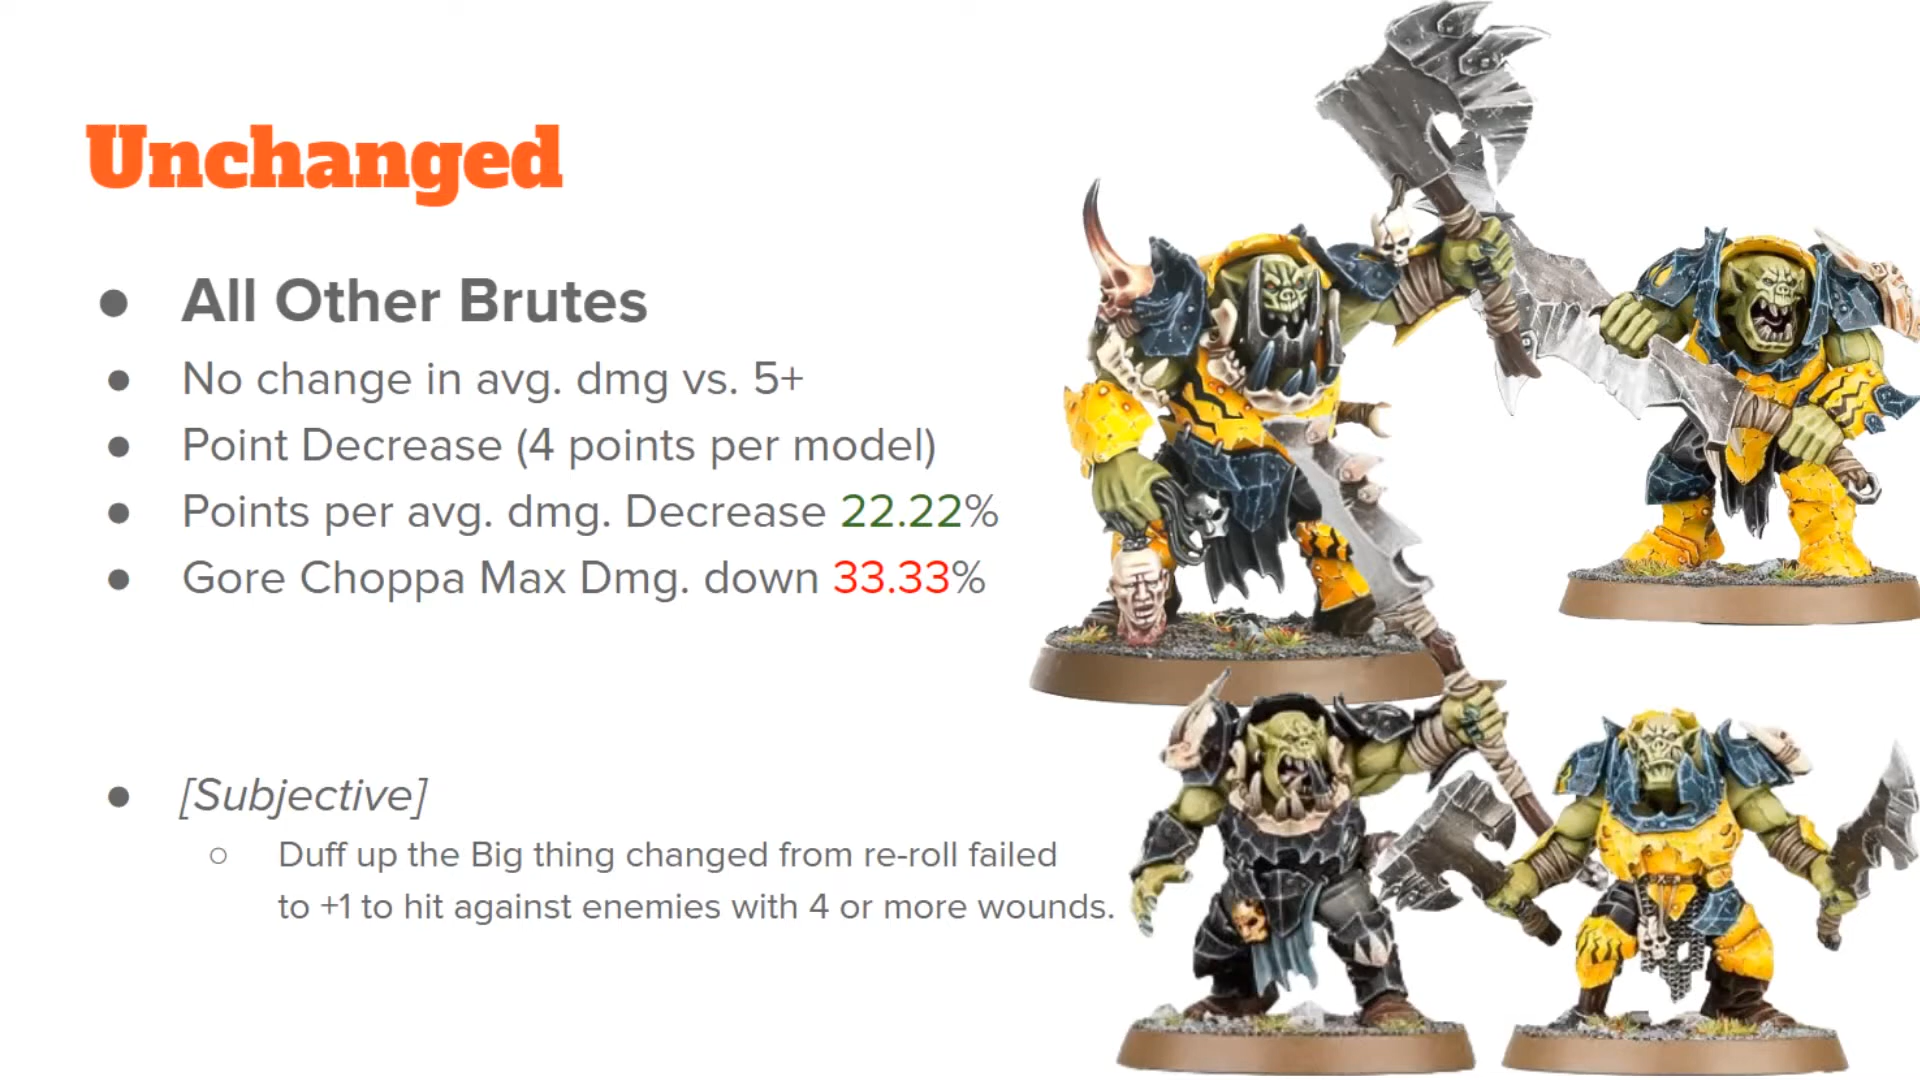 Unchanged
● All Other Brutes
● No change in avg. dmg vs. 5+
● Point Decrease (4 points per model)
● Points per avg. dmg. Decrease 22.22%
● Gore Choppa Max Dmg. down 33.33%
● [Subjective]
○ Duff up the Big thing changed from re-roll failed
to +1 to hit against enemies with 4 or more wounds.